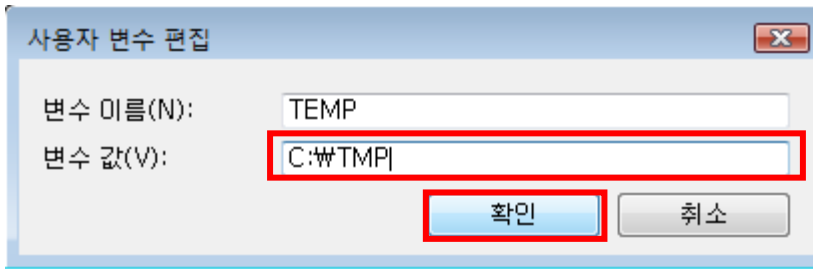 사용자 변수 편집
변수 이름(N): TEMP
변수 값(V): C:₩TMP
확인 취소